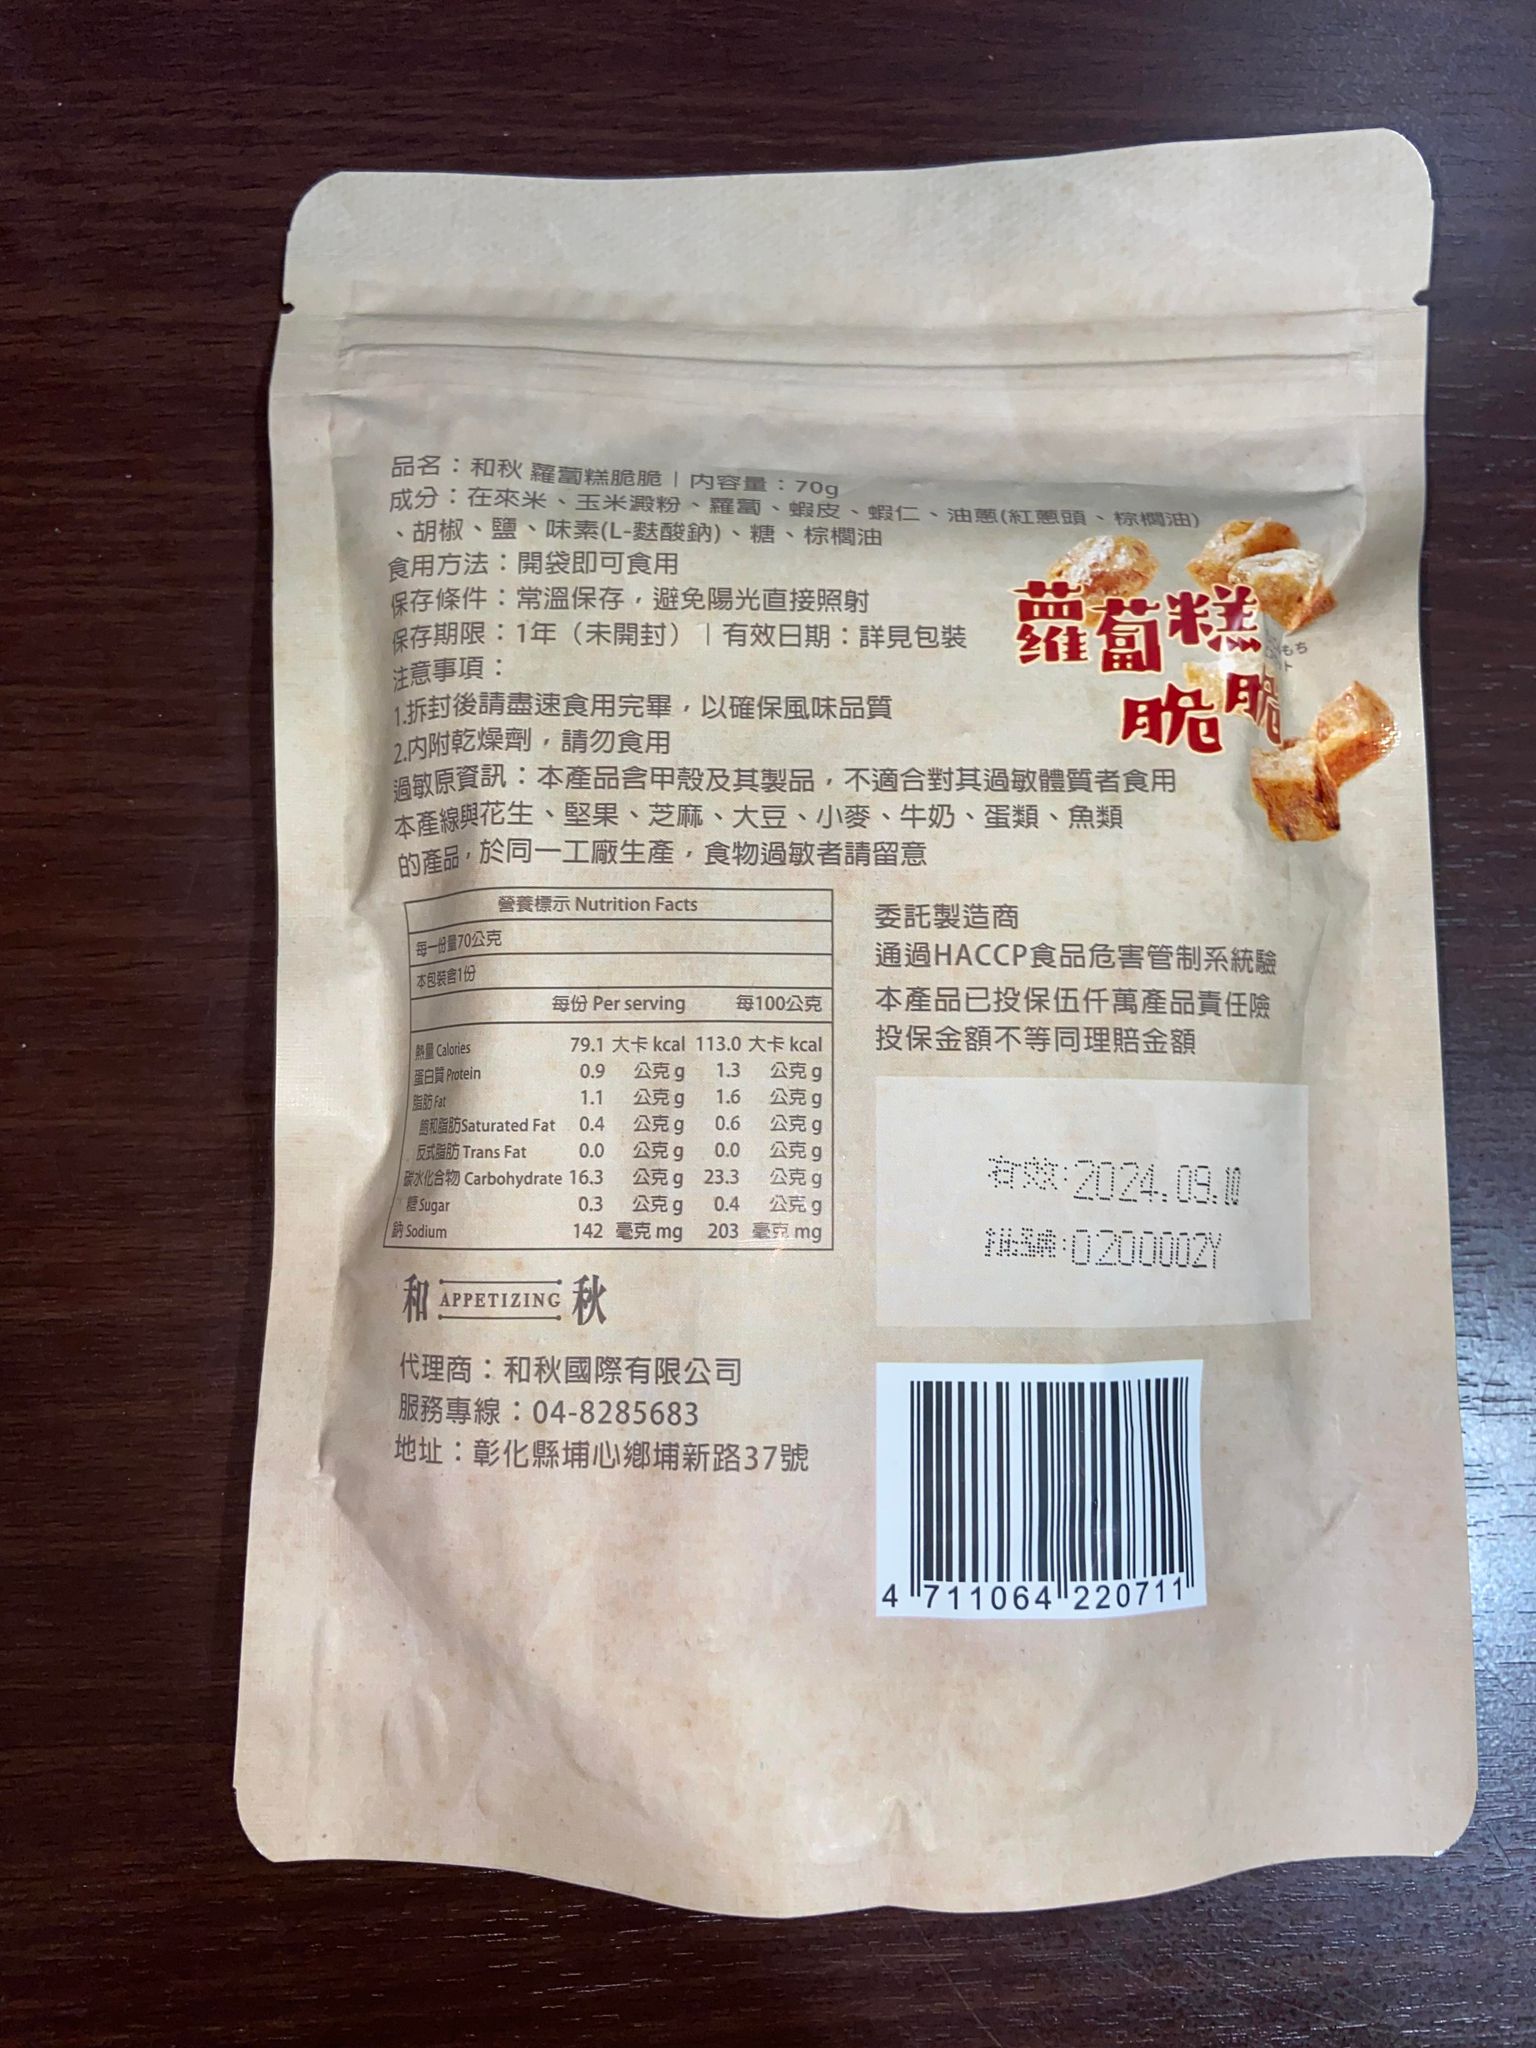 品名：和秋 蘿蔔糕脆脆｜內容量：70g
成分：在來米、玉米澱粉、蘿蔔、蝦皮、蝦仁、油蔥(紅蔥頭、棕櫚油)
、胡椒、鹽、味素(L-麩酸鈉)、糖、棕櫚油
食用方法：開袋即可食用
保存條件：常溫保存，避免陽光直接照射
保存期限：1年（未開封）｜有效日期：詳見包裝
注意事項：
1.拆封後請盡速食用完畢，以確保風味品質
2.內附乾燥劑，請勿食用
過敏原資訊：本產品含甲殼及其製品，不適合對其過敏體質者食用
本產線與花生、堅果、芝麻、大豆、小麥、牛奶、蛋類、魚類
的產品，於同一工廠生產，食物過敏者請留意
蘿蔔糕
脆脆
營養標示 Nutrition Facts
每一份量70公克
本包裝含1份
每份 Per serving 每100公克
熱量 Calories 79.1 大卡 kcal 113.0 大卡 kcal
蛋白質 Protein 0.9 公克 g 1.3 公克 g
脂肪 Fat 1.1 公克 g 1.6 公克 g
飽和脂肪Saturated Fat 0.4 公克 g 0.6 公克 g
反式脂肪 Trans Fat 0.0 公克 g 0.0 公克 g
碳水化合物 Carbohydrate 16.3 公克 g 23.3 公克 g
糖 Sugar 0.3 公克 g 0.4 公克 g
鈉 Sodium 142 毫克 mg 203 毫克 mg
委託製造商
通過HACCP食品危害管制系統驗
本產品已投保伍仟萬產品責任險
投保金額不等同理賠金額
有效:2024.09.10
批號:0200002Y
和 APPETIZING 秋
代理商：和秋國際有限公司
服務專線：04-8285683
地址：彰化縣埔心鄉埔新路37號
4 711064 220711